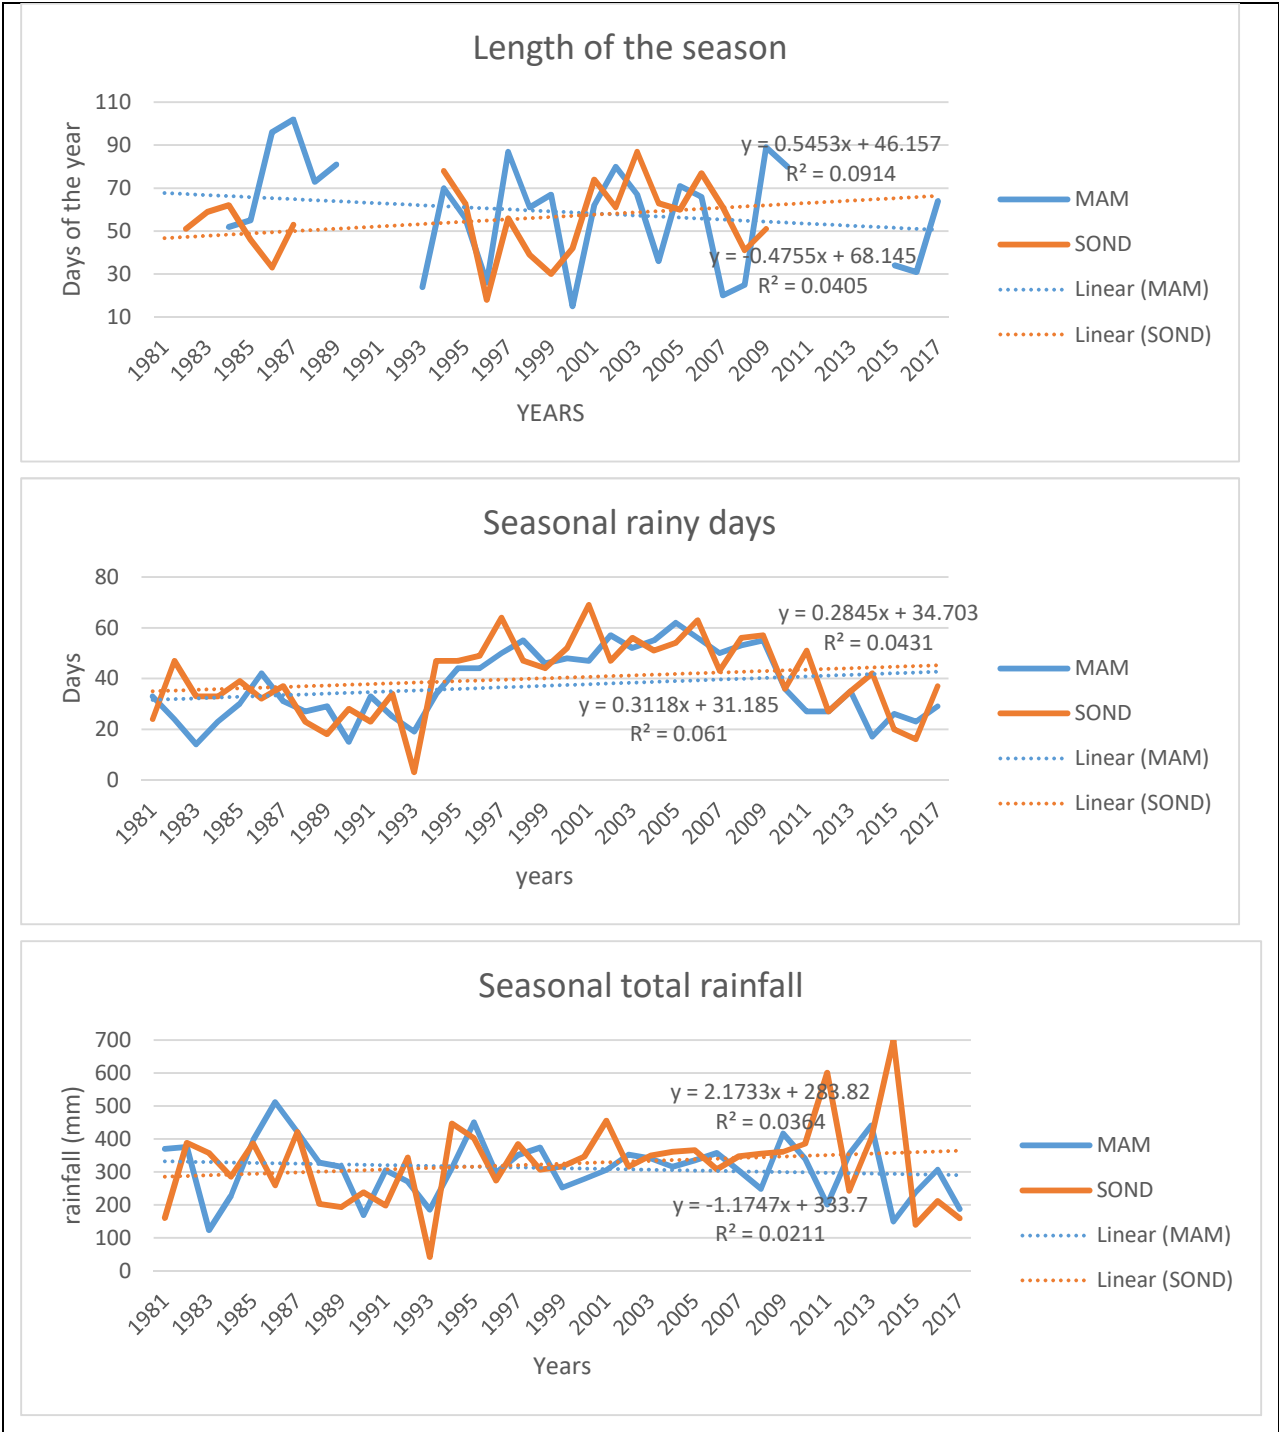 Length of the season
Days of the year
110
90
70
50
30
10
y = 0.5453x + 46.157
R² = 0.0914
y = -0.4755x + 68.145
R² = 0.0405
1981
1983
1985
1987
1989
1991
1993
1995
1997
1999
2001
2003
2005
2007
2009
2011
2013
2015
2017
YEARS
MAM
SOND
Linear (MAM)
Linear (SOND)
Seasonal rainy days
Days
80
60
40
20
0
y = 0.2845x + 34.703
R² = 0.0431
y = 0.3118x + 31.185
R² = 0.061
1981
1983
1985
1987
1989
1991
1993
1995
1997
1999
2001
2003
2005
2007
2009
2011
2013
2015
2017
years
MAM
SOND
Linear (MAM)
Linear (SOND)
Seasonal total rainfall
rainfall (mm)
700
600
500
400
300
200
100
0
y = 2.1733x + 283.82
R² = 0.0364
y = -1.1747x + 333.7
R² = 0.0211
1981
1983
1985
1987
1989
1991
1993
1995
1997
1999
2001
2003
2005
2007
2009
2011
2013
2015
2017
Years
MAM
SOND
Linear (MAM)
Linear (SOND)